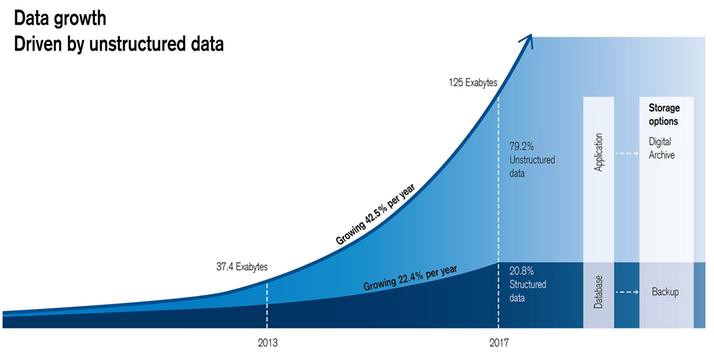 Data growth
Driven by unstructured data
125 Exabytes
Storage
options
79.2%
Unstructured
data
Application
Digital
Archive
Growing 42.5% per year
37.4 Exabytes
Growing 22.4% per year
20.8%
Structured
data
Database
Backup
2013
2017